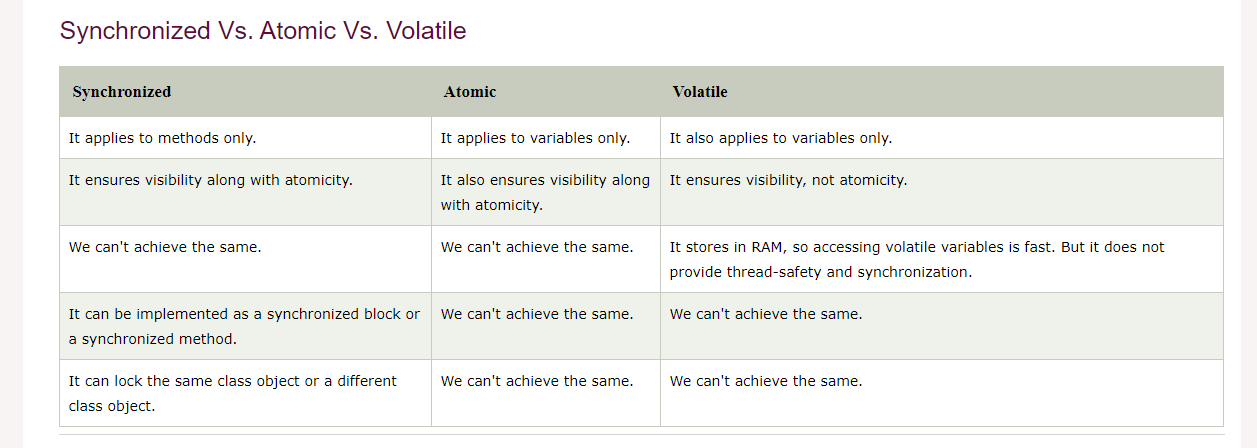 Synchronized Vs. Atomic Vs. Volatile
Synchronized Atomic Volatile
It applies to methods only. It applies to variables only. It also applies to variables only.
It ensures visibility along with atomicity. It also ensures visibility along It ensures visibility, not atomicity.
with atomicity.
We can't achieve the same. We can't achieve the same. It stores in RAM, so accessing volatile variables is fast. But it does not
provide thread-safety and synchronization.
It can be implemented as a synchronized block or We can't achieve the same. We can't achieve the same.
a synchronized method.
It can lock the same class object or a different We can't achieve the same. We can't achieve the same.
class object.